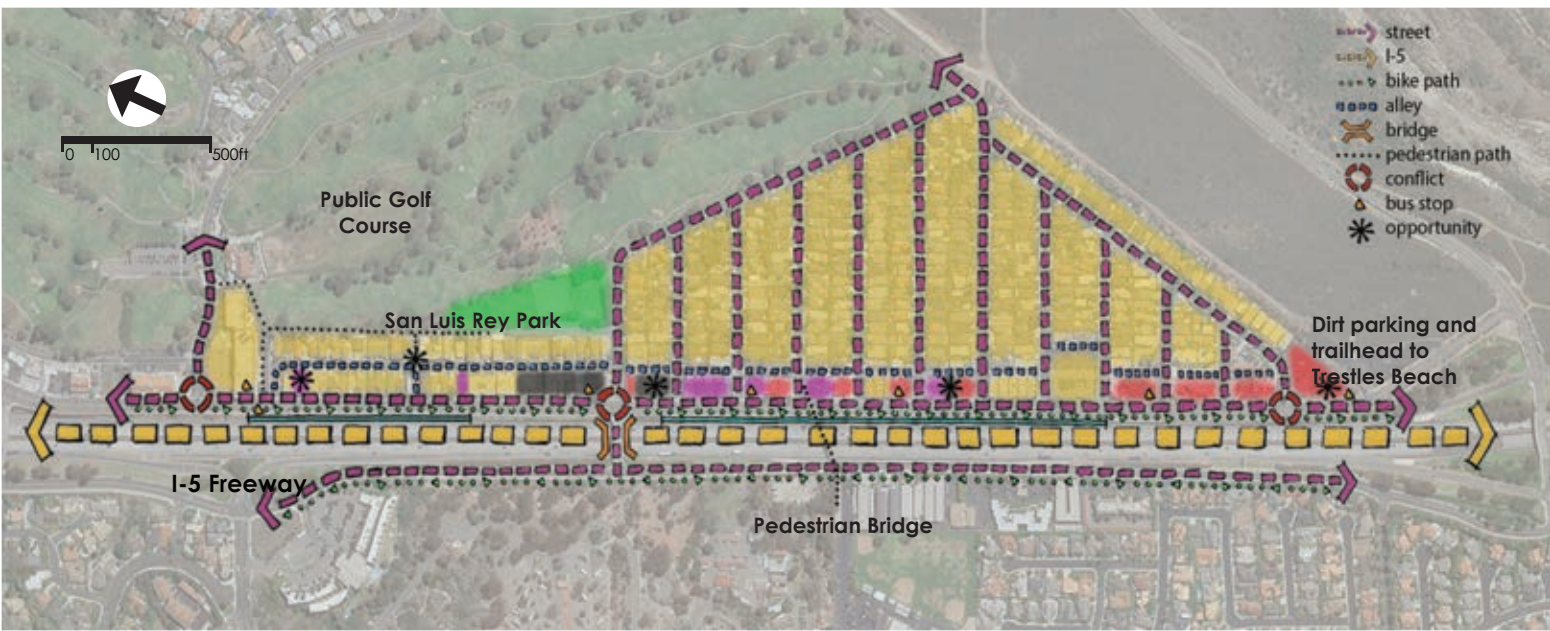 street
I-5
bike path
alley
bridge
pedestrian path
conflict
bus stop
opportunity
0 100 500ft
Public Golf
Course
San Luis Rey Park
Dirt parking and
trailhead to
Trestles Beach
I-5 Freeway
Pedestrian Bridge